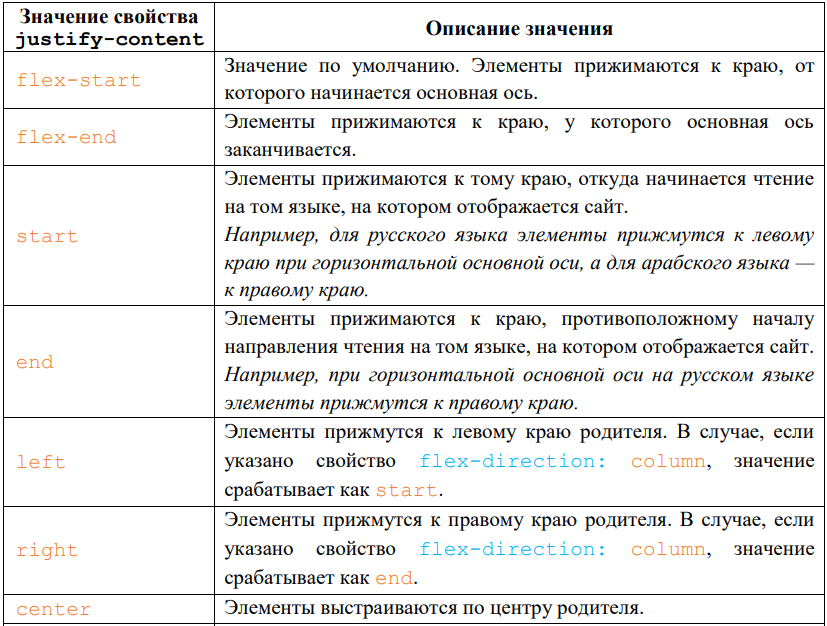 Значение свойства
justify-content
Описание значения
flex-start
Значение по умолчанию. Элементы прижимаются к краю, от
которого начинается основная ось.
flex-end
Элементы прижимаются к краю, у которого основная ось
заканчивается.
start
Элементы прижимаются к тому краю, откуда начинается чтение
на том языке, на котором отображается сайт.
Например, для русского языка элементы прижмутся к левому
краю при горизонтальной основной оси, а для арабского языка —
к правому краю.
end
Элементы прижимаются к краю, противоположному началу
направления чтения на том языке, на котором отображается сайт.
Например, при горизонтальной основной оси на русском языке
элементы прижмутся к правому краю.
left
Элементы прижмутся к левому краю родителя. В случае, если
указано свойство flex-direction: column, значение
срабатывает как start.
right
Элементы прижмутся к правому краю родителя. В случае, если
указано свойство flex-direction: column, значение
срабатывает как end.
center
Элементы выстраиваются по центру родителя.